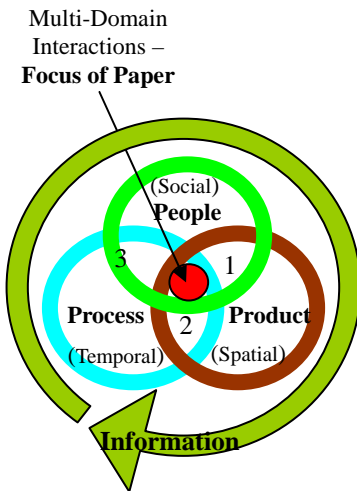 Multi-Domain
Interactions –
Focus of Paper
(Social)
People
3
1
Process
2
Product
(Temporal)
(Spatial)
Information